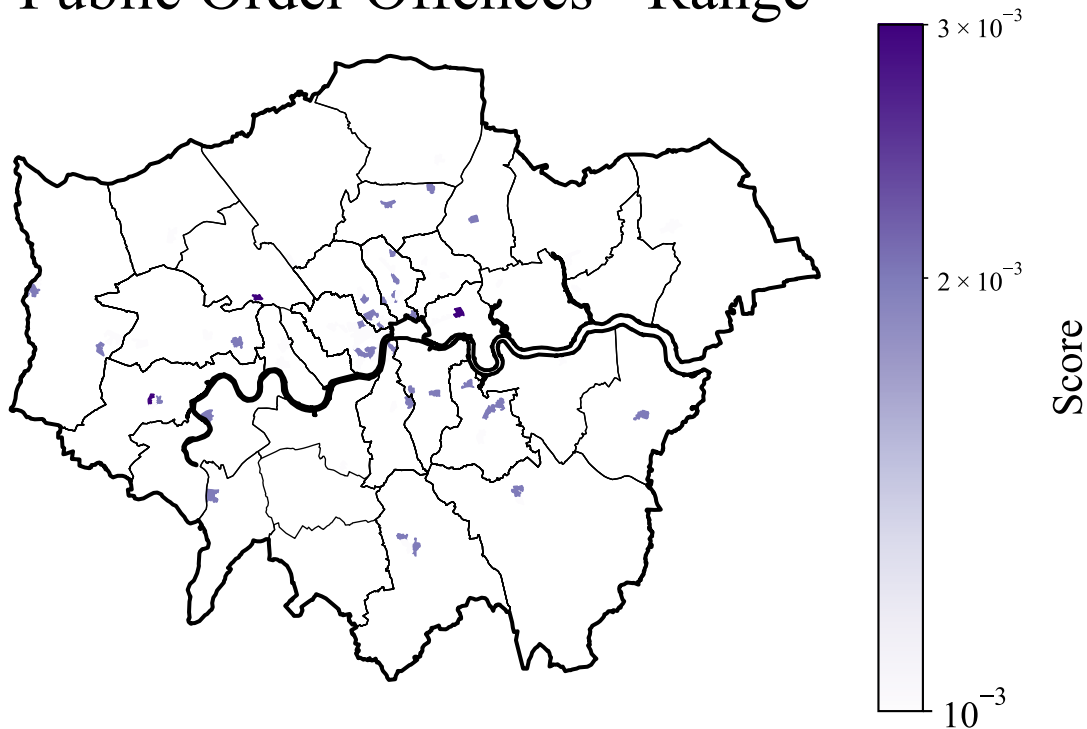 Public Order Offences - Range
3 × 10⁻³
2 × 10⁻³
10⁻³
Score